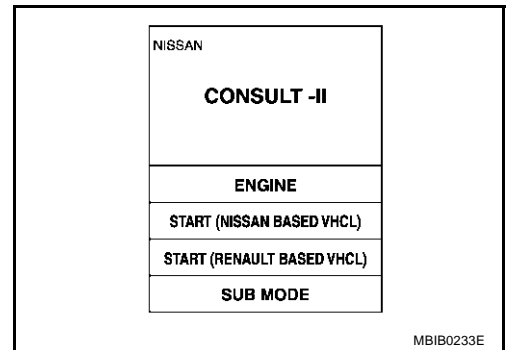 NISSAN
CONSULT -II
ENGINE
START (NISSAN BASED VHCL)
START (RENAULT BASED VHCL)
SUB MODE
MBIB0233E